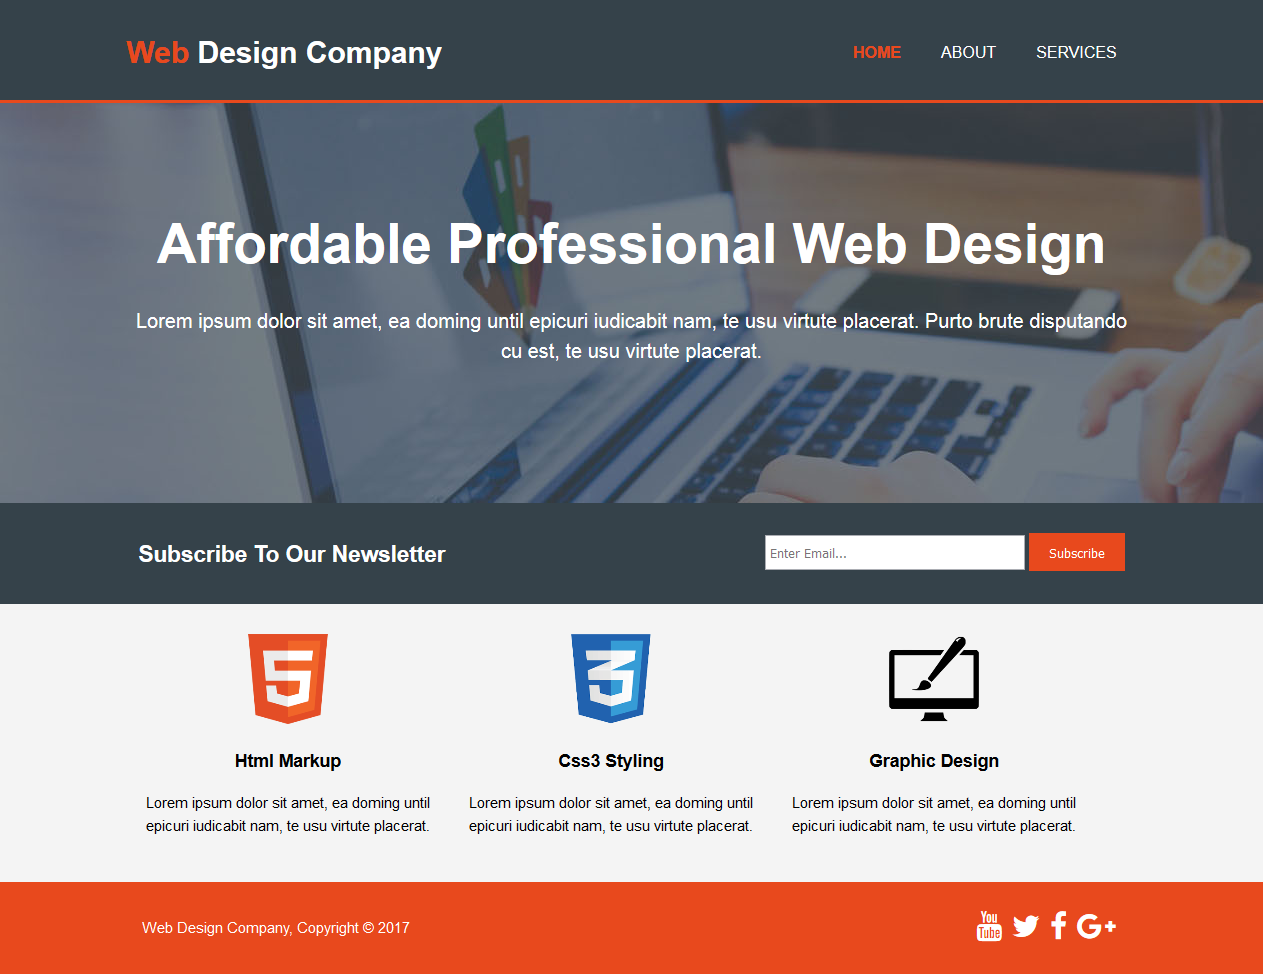 Web Design Company
HOME ABOUT SERVICES
Affordable Professional Web Design
Lorem ipsum dolor sit amet, ea doming until epicuri iudicabit nam, te usu virtute placerat. Purto brute disputando
cu est, te usu virtute placerat.
Subscribe To Our Newsletter
Enter Email...
Subscribe
5
3
Html Markup
Lorem ipsum dolor sit amet, ea doming until
epicuri iudicabit nam, te usu virtute placerat.
Css3 Styling
Lorem ipsum dolor sit amet, ea doming until
epicuri iudicabit nam, te usu virtute placerat.
Graphic Design
Lorem ipsum dolor sit amet, ea doming until
epicuri iudicabit nam, te usu virtute placerat.
Web Design Company, Copyright © 2017
You
Tube
f
G+